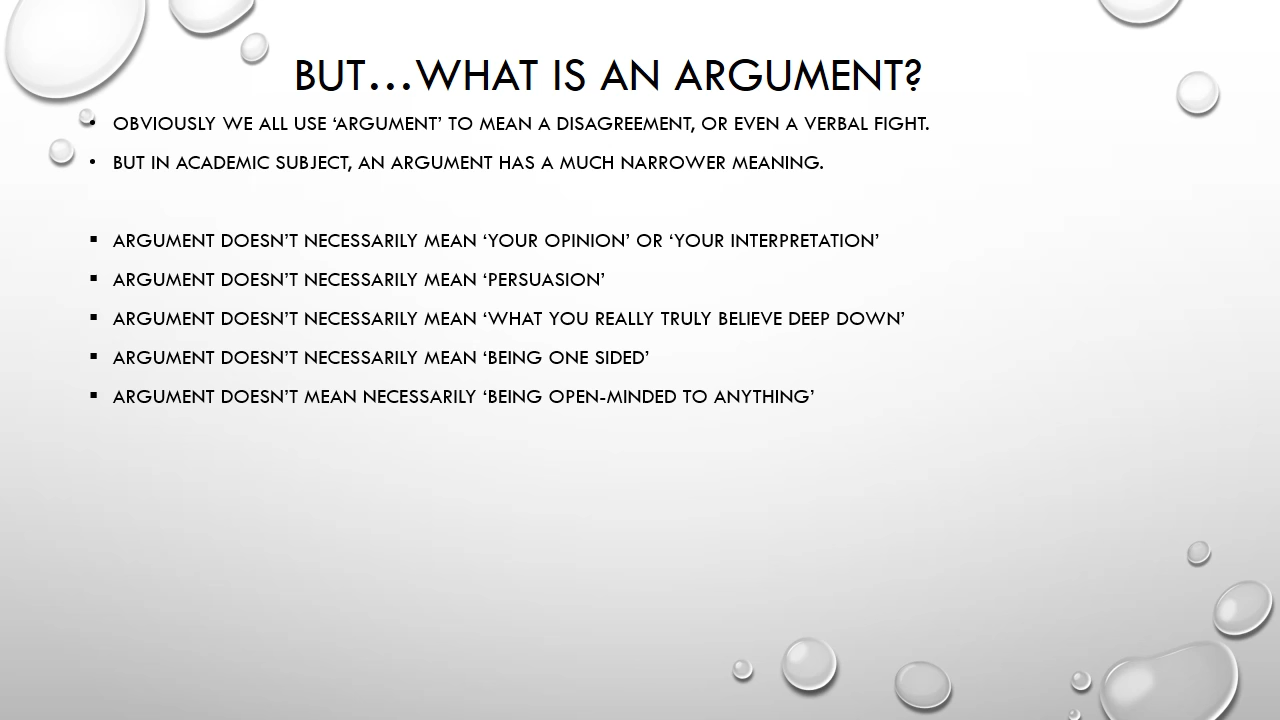 BUT...WHAT IS AN ARGUMENT?
• OBVIOUSLY WE ALL USE ‘ARGUMENT’ TO MEAN A DISAGREEMENT, OR EVEN A VERBAL FIGHT.
• BUT IN ACADEMIC SUBJECT, AN ARGUMENT HAS A MUCH NARROWER MEANING.
▪ ARGUMENT DOESN’T NECESSARILY MEAN ‘YOUR OPINION’ OR ‘YOUR INTERPRETATION’
▪ ARGUMENT DOESN’T NECESSARILY MEAN ‘PERSUASION’
▪ ARGUMENT DOESN’T NECESSARILY MEAN ‘WHAT YOU REALLY TRULY BELIEVE DEEP DOWN’
▪ ARGUMENT DOESN’T NECESSARILY MEAN ‘BEING ONE SIDED’
▪ ARGUMENT DOESN’T MEAN NECESSARILY ‘BEING OPEN-MINDED TO ANYTHING’